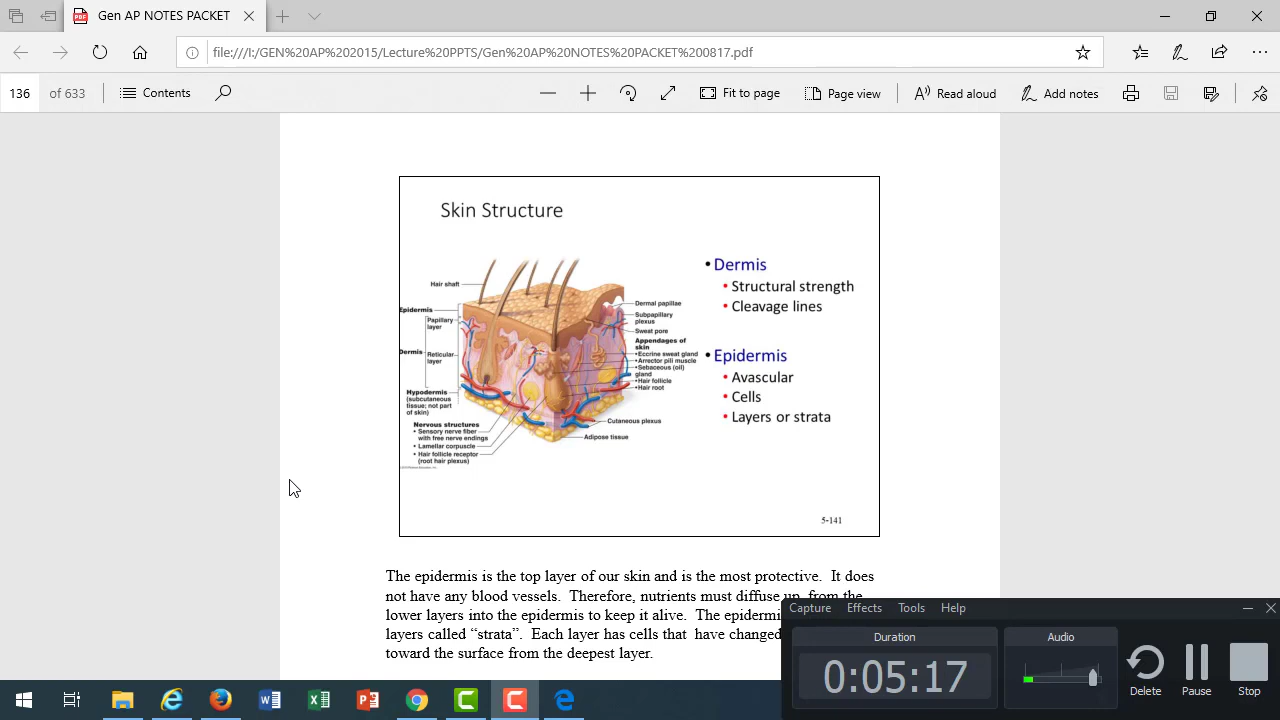 Gen AP NOTES PACKET
file:///I:/GEN%20AP%202015/Lecture%20PPTS/Gen%20AP%20NOTES%20PACKET%200817.pdf
136 of 633 Contents Fit to page Page view Read aloud Add notes
Skin Structure
Hair shaft
Epidermis
Papillary
layer
Dermis
Reticular
layer
Hypodermis
(subcutaneous
tissue; not part
of skin)
Nervous structures
• Sensory nerve fiber
with free nerve endings
• Lamellar corpuscle
• Hair follicle receptor
(root hair plexus)
Dermal papillae
Subpapillary
plexus
Sweat pore
Appendages of
skin
• Eccrine sweat gland
• Arrector pili muscle
• Sebaceous (oil)
gland
• Hair follicle
• Hair root
Cutaneous plexus
Adipose tissue
• Dermis
• Structural strength
• Cleavage lines
• Epidermis
• Avascular
• Cells
• Layers or strata
5-141
The epidermis is the top layer of our skin and is the most protective. It does
not have any blood vessels. Therefore, nutrients must diffuse up from the
lower layers into the epidermis to keep it alive. The
layers called “strata”. Each layer has cells that have changed
toward the surface from the deepest layer.
Capture Effects Tools Help
Duration
Audio
0:05:17
Delete
Pause
Stop